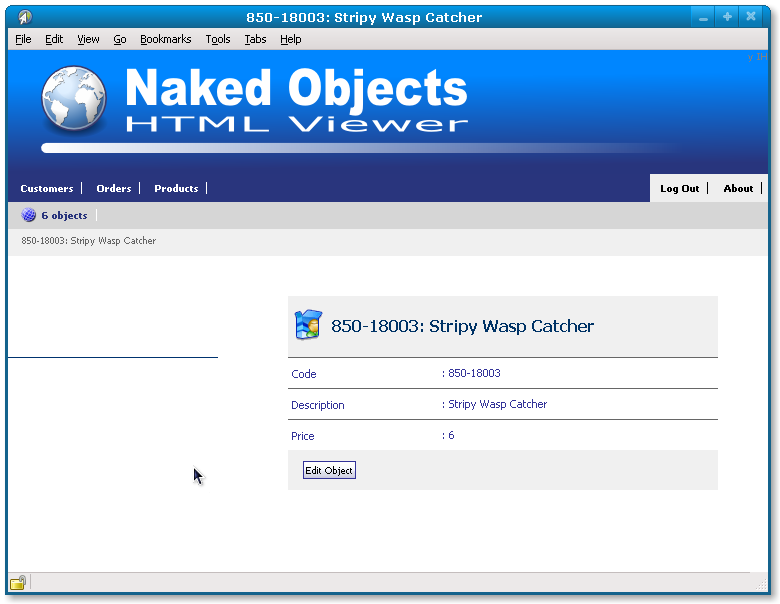 850-18003: Stripy Wasp Catcher
File Edit View Go Bookmarks Tools Tabs Help
Naked Objects
HTML Viewer
Customers Orders Products Log Out About
6 objects
850-18003: Stripy Wasp Catcher
850-18003: Stripy Wasp Catcher
Code : 850-18003
Description : Stripy Wasp Catcher
Price : 6
Edit Object